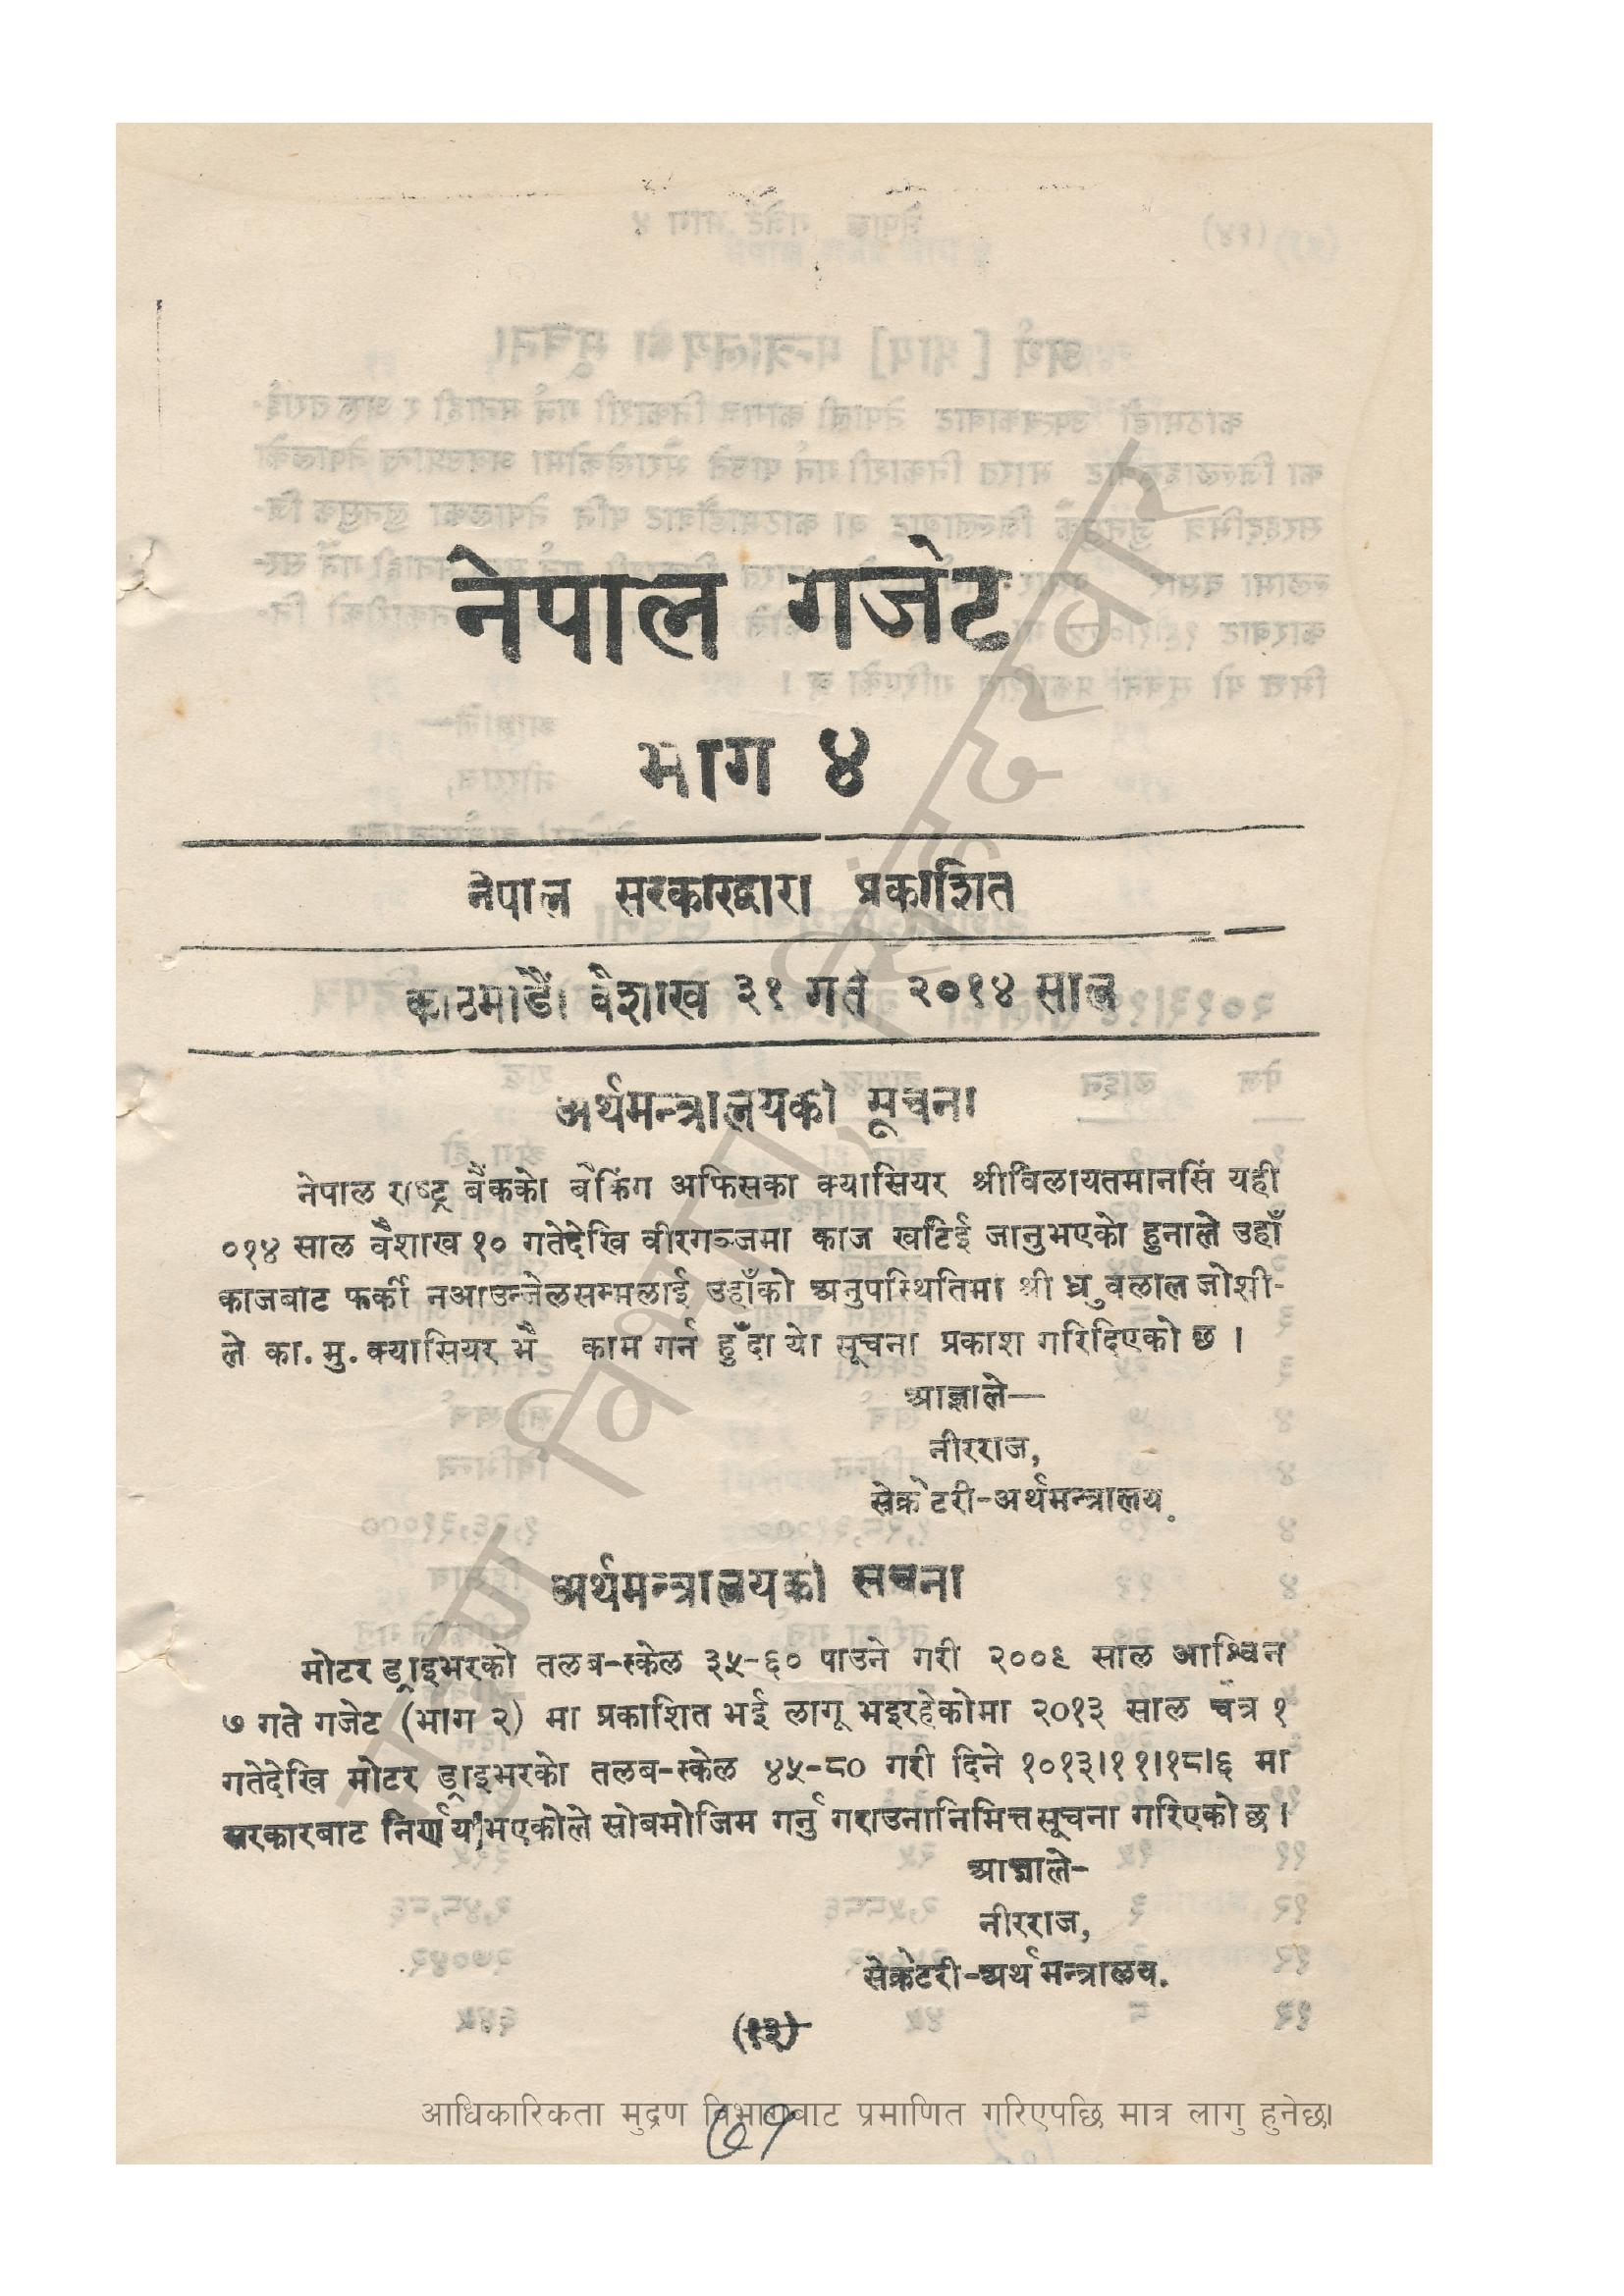 नेपाल गजेट
भाग ४
नेपाल सरकारद्वारा प्रकाशित
काठमाडौं वैशाख ३१ गते २०१४ साल
अर्थमन्त्रालयको सूचना
नेपाल राष्ट्र बैंकको बैकिंग अफिसका क्यासियर श्रीविलायतमानसिं यही
०१४ साल वैशाख १० गतेदेखि वीरगञ्जमा काज खटिई जानुभएको हुनाले उहाँ
काजबाट फर्की नआउन्जेलसम्मलाई उहाँको अनुपस्थितिमा श्री ध्रुवलाल जोशी-
ले का. मु. क्यासियर भै काम गर्न हुँदा यो सूचना प्रकाश गरिदिएको छ ।
आज्ञाले—
नीरराज,
सेक्रेटरी-अर्थमन्त्रालय.
अर्थमन्त्रालयको सूचना
मोटर ड्राइभरको तलब-स्केल ३५-६० पाउने गरी २००९ साल आश्विन
७ गते गजेट (भाग २) मा प्रकाशित भई लागू भइरहेकोमा २०१३ साल चैत्र १
गतेदेखि मोटर ड्राइभरको तलब-स्केल ४५-८० गरी दिने १०१३।११।१८।६ मा
सरकारबाट निर्णय भएकोले सोबमोजिम गर्नु गराउनानिमित्त सूचना गरिएको छ ।
आज्ञाले-
नीरराज,
सेक्रेटरी-अर्थ मन्त्रालय.
(१३)
आधिकारिकता मुद्रण विभागबाट प्रमाणित गरिएपछि मात्र लागु हुनेछ।
७१
मुद्रण विभाग, सिंहदरबार